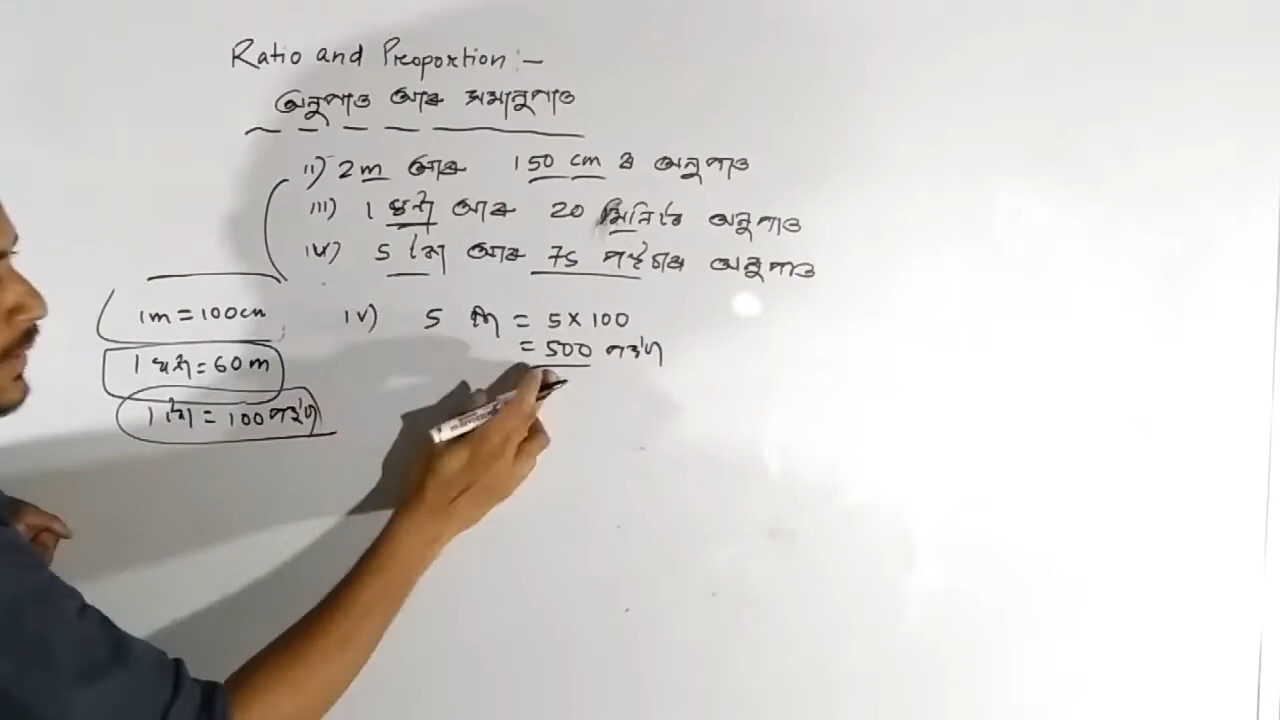 Ratio and Proportion :-
অনুপাত আৰু সমানুপাত
ii) 2m আৰু 150 cm ৰ অনুপাত
iii) 1 ঘন্টা আৰু 20 মিনিটৰ অনুপাত
iv) 5 টকা আৰু 75 পইচাৰ অনুপাত
1m = 100cm
1 ঘন্টা = 60 m
1 টকা = 100 পইচা
iv) 5 টকা = 5 × 100
= 500 পইচা